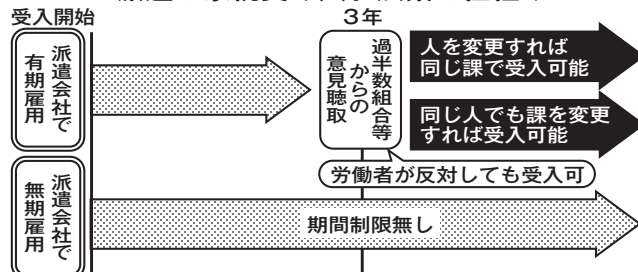 受入開始
3年
派遣会社で
有期雇用
過半数組合等
からの
意見聴取
人を変更すれば
同じ課で受入可能
同じ人でも課を変更
すれば受入可能
労働者が反対しても受入可
派遣会社で
無期雇用
期間制限無し